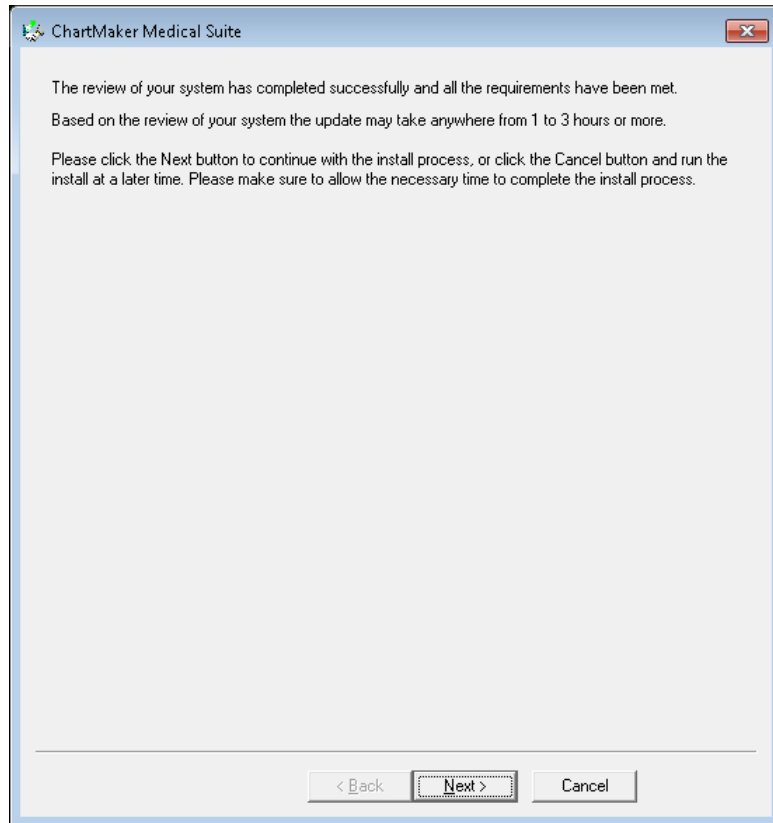 ChartMaker Medical Suite
The review of your system has completed successfully and all the requirements have been met.
Based on the review of your system the update may take anywhere from 1 to 3 hours or more.
Please click the Next button to continue with the install process, or click the Cancel button and run the
install at a later time. Please make sure to allow the necessary time to complete the install process.
< Back Next > Cancel